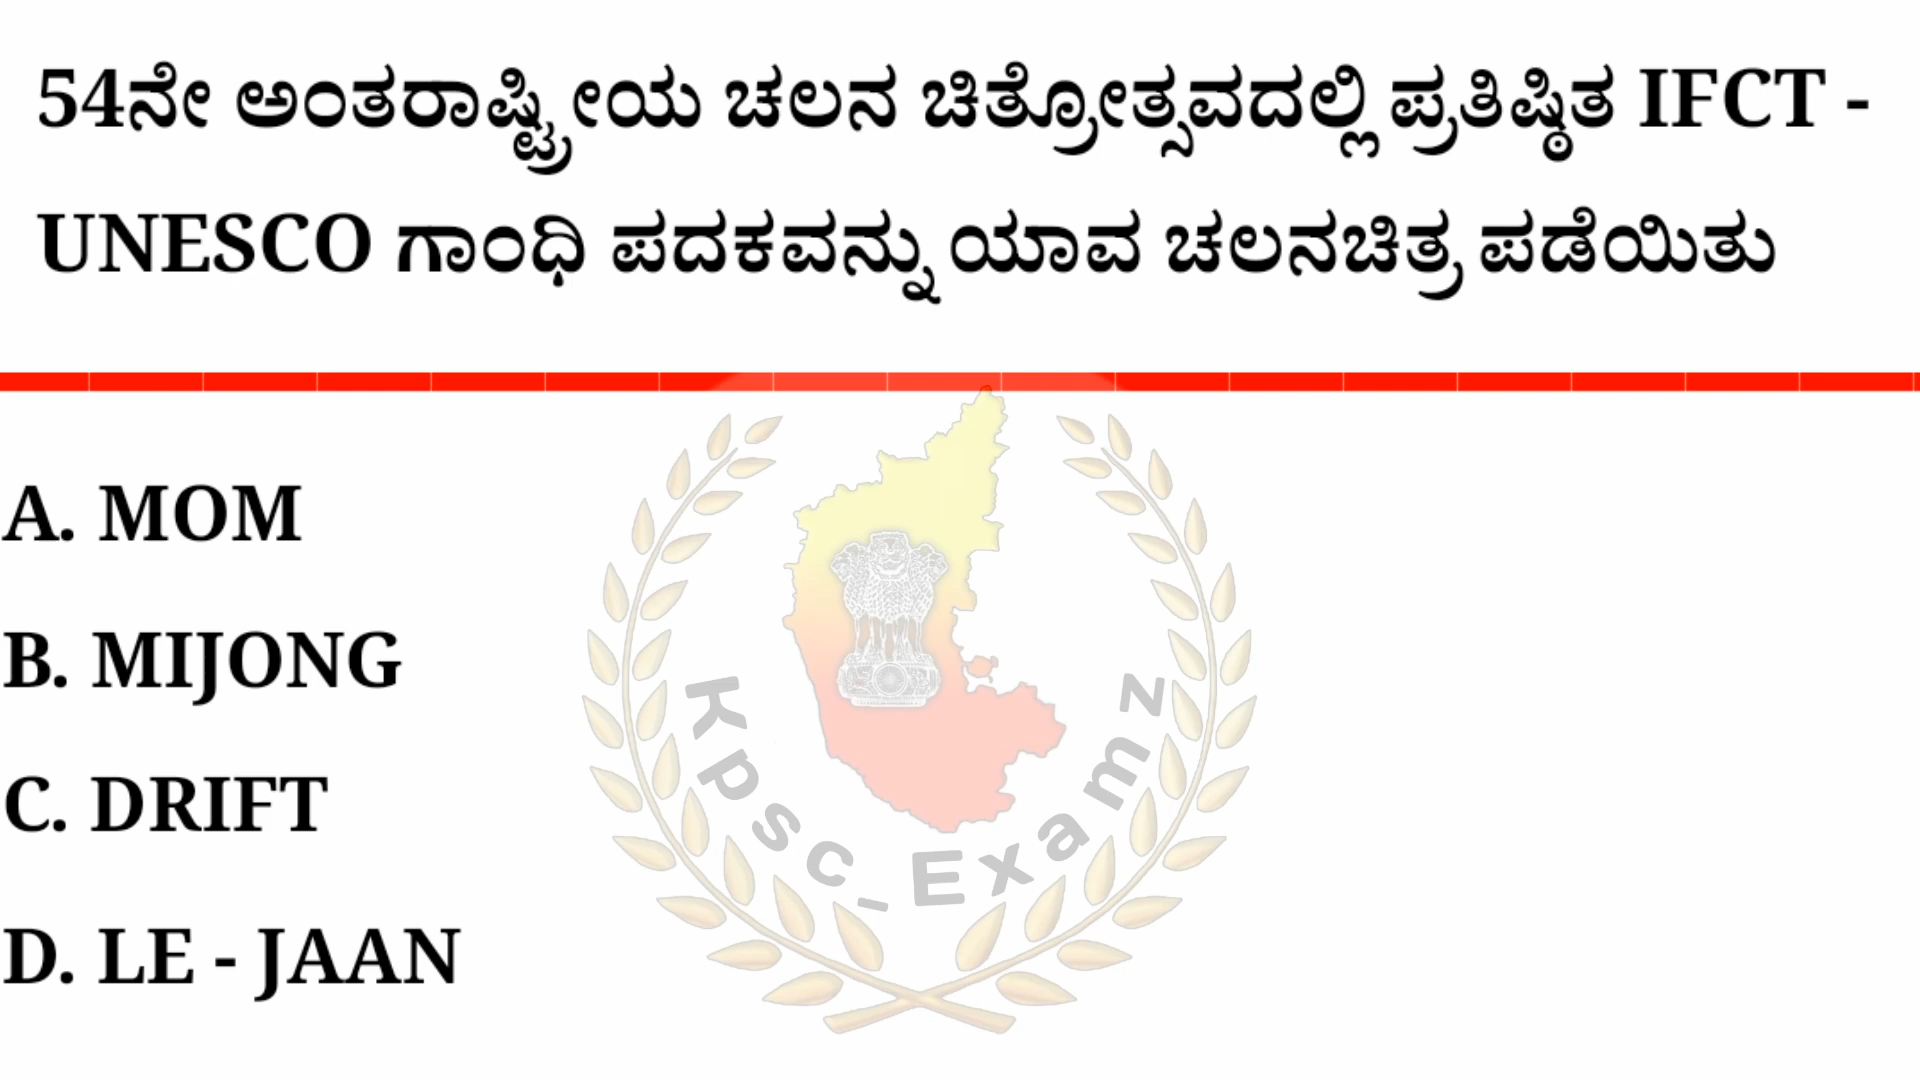 54ನೇ ಅಂತರಾಷ್ಟ್ರೀಯ ಚಲನ ಚಿತ್ರೋತ್ಸವದಲ್ಲಿ ಪ್ರತಿಷ್ಠಿತ IFCT -
UNESCO ಗಾಂಧಿ ಪದಕವನ್ನು ಯಾವ ಚಲನಚಿತ್ರ ಪಡೆಯಿತು
A. MOM
B. MIJONG
C. DRIFT
D. LE - JAAN
Kpsc_Examz